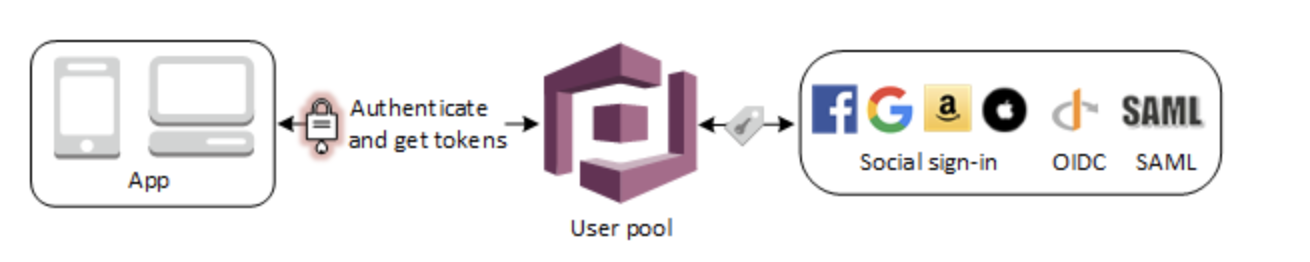 Authenticate
and get tokens
App
User pool
a
SAML
Social sign-in
OIDC
SAML